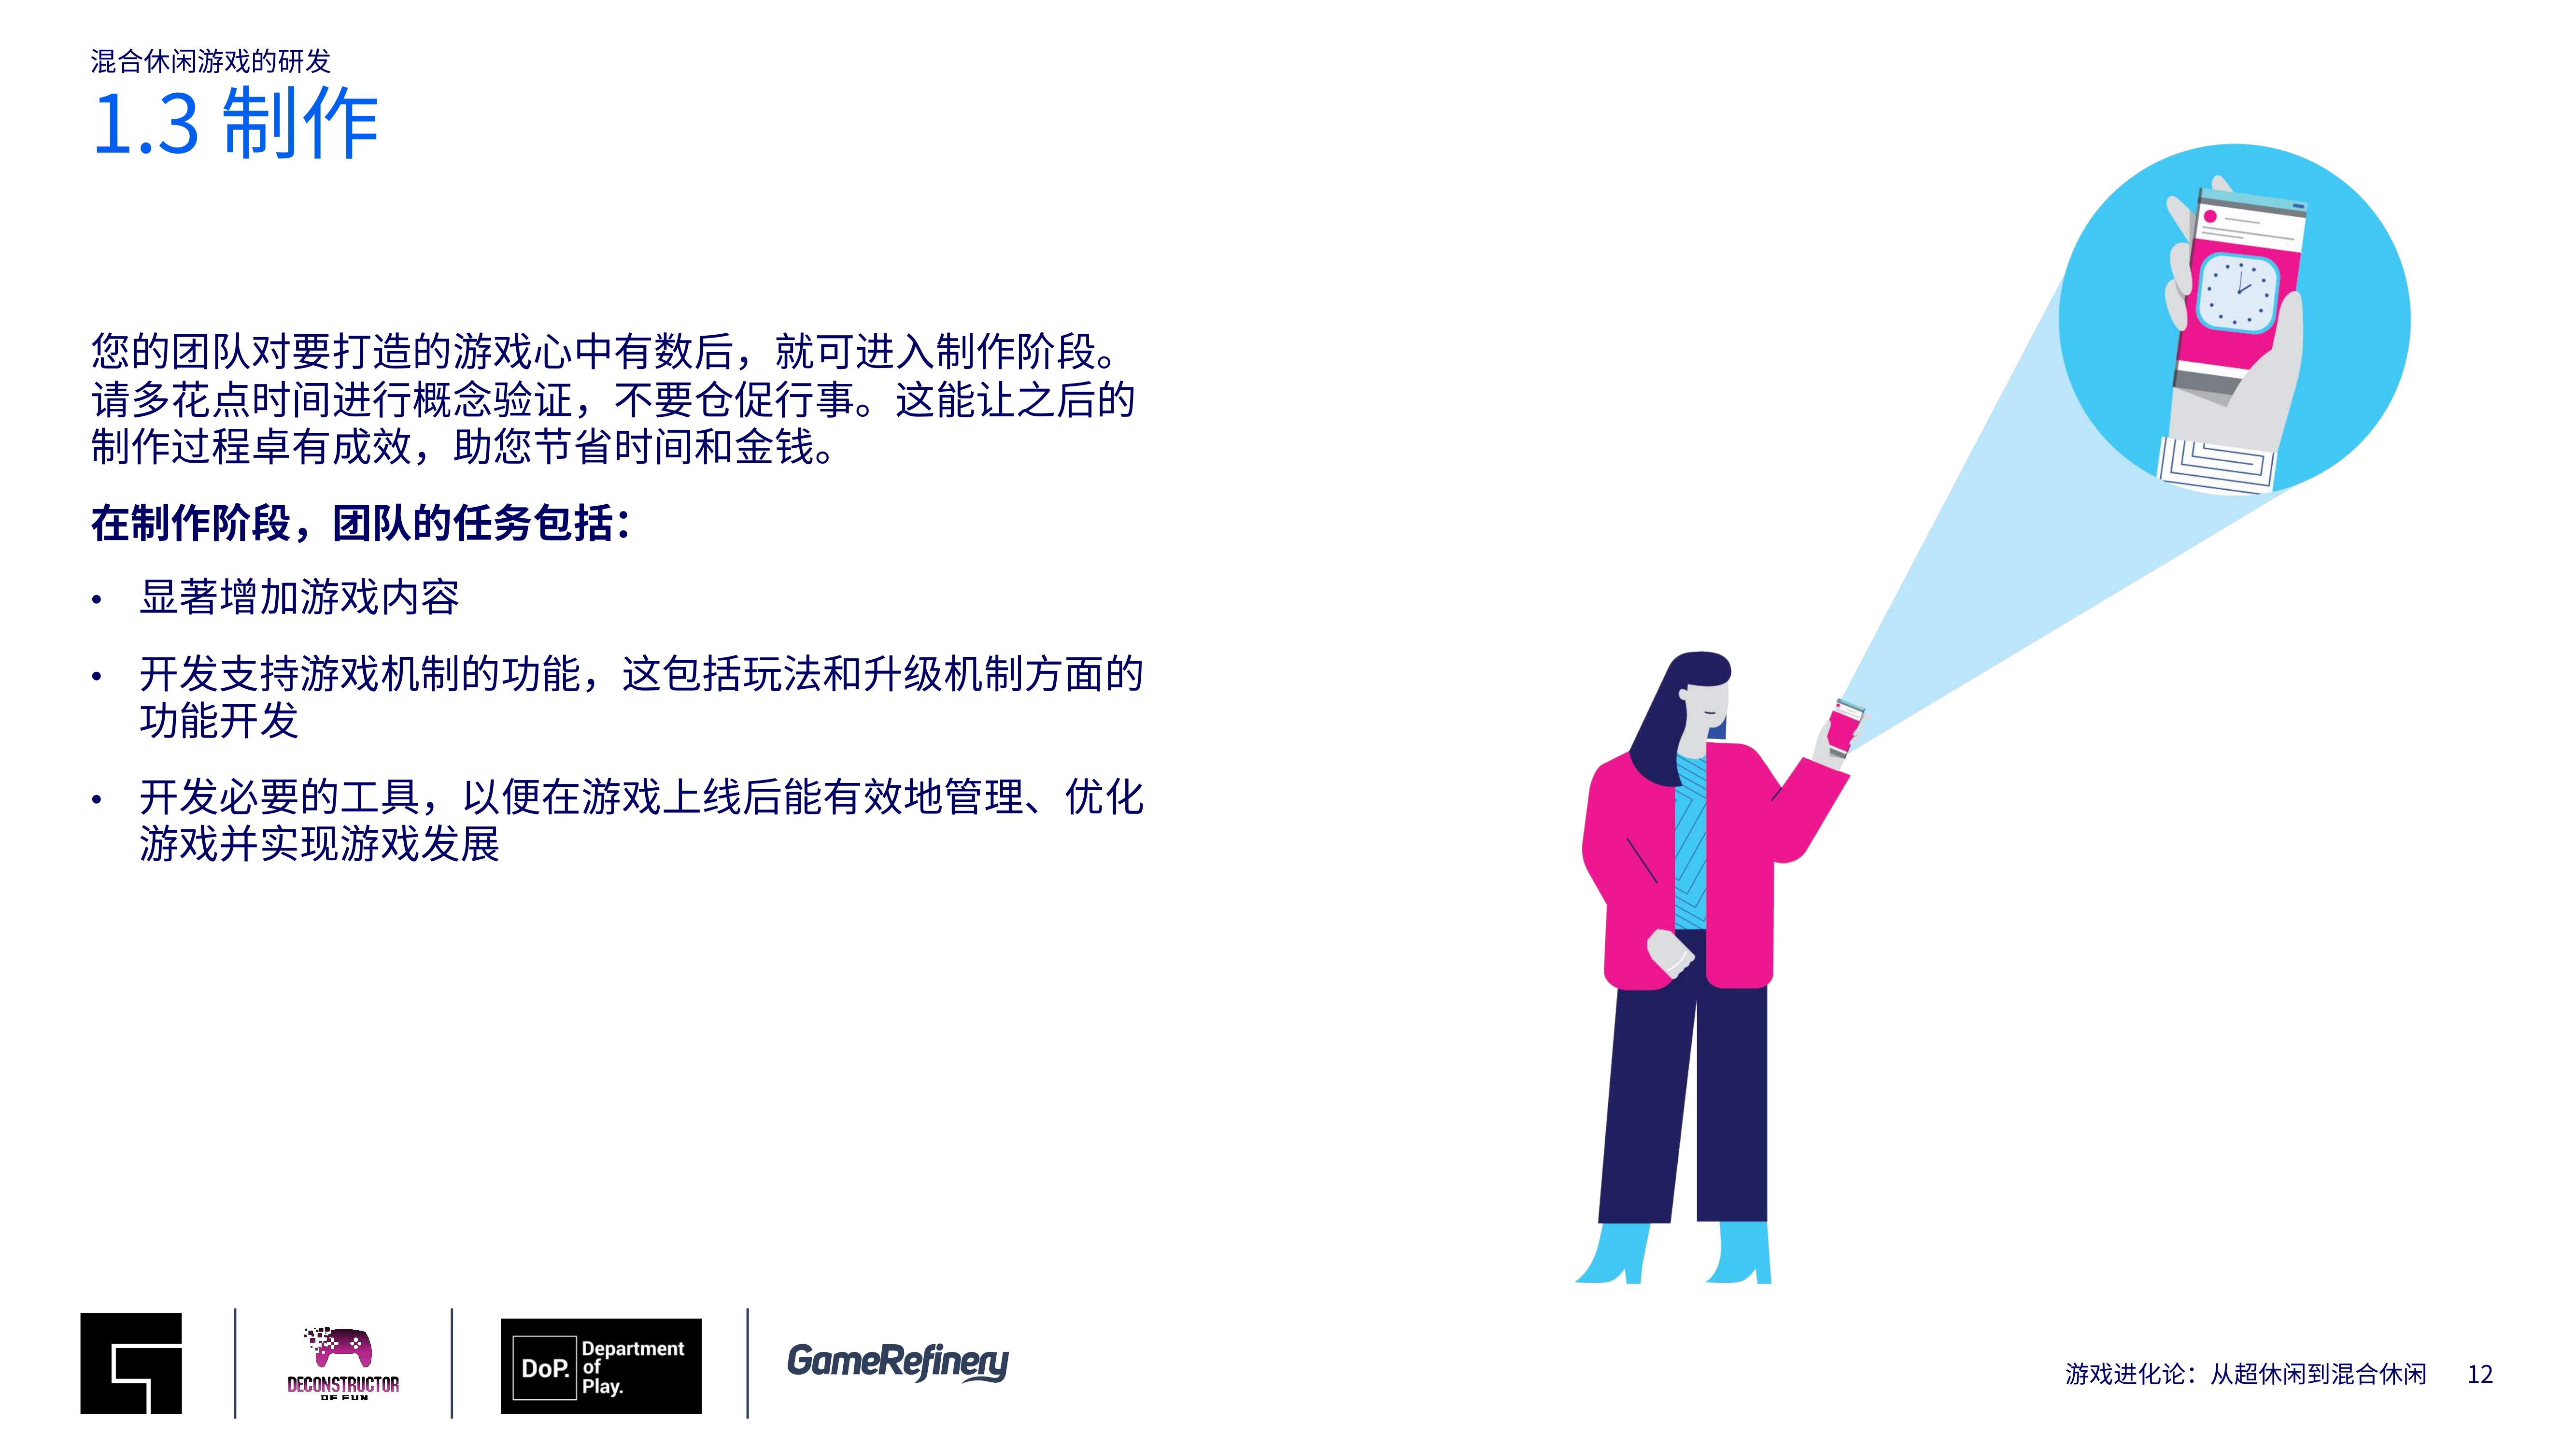 混合休闲游戏的研发
1.3 制作
您的团队对要打造的游戏心中有数后，就可进入制作阶段。
请多花点时间进行概念验证，不要仓促行事。这能让之后的
制作过程卓有成效，助您节省时间和金钱。
在制作阶段，团队的任务包括：
• 显著增加游戏内容
• 开发支持游戏机制的功能，这包括玩法和升级机制方面的
功能开发
• 开发必要的工具，以便在游戏上线后能有效地管理、优化
游戏并实现游戏发展
DECONSTRUCTOR
OF FUN
DoP.
Department
of
Play.
GameRefinery
游戏进化论：从超休闲到混合休闲 12